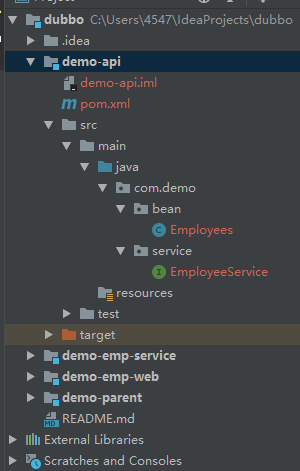 dubbo C:\Users\4547\IdeaProjects\dubbo
.idea
demo-api
demo-api.iml
pom.xml
src
main
java
com.demo
bean
Employees
service
EmployeeService
resources
test
target
demo-emp-service
demo-emp-web
demo-parent
README.md
External Libraries
Scratches and Consoles